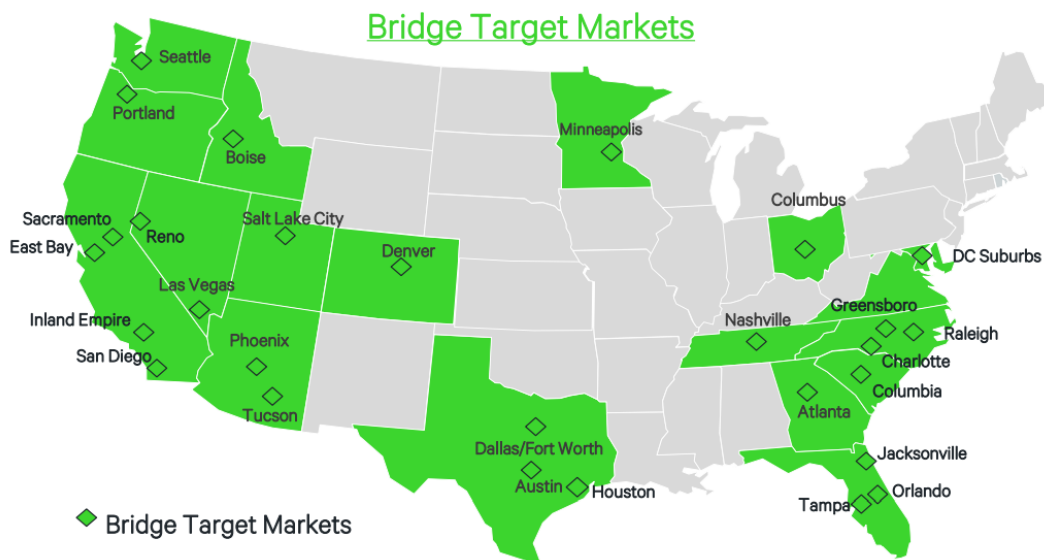 Bridge Target Markets
Seattle
Portland
Minneapolis
Boise
Columbus
Sacramento
Salt Lake City
Reno
East Bay
Denver
DC Suburbs
Las Vegas
Greensboro
Inland Empire
Nashville
Raleigh
San Diego
Phoenix
Charlotte
Columbia
Tucson
Atlanta
Dallas/Fort Worth
Jacksonville
Austin
Houston
Orlando
Tampa
Bridge Target Markets